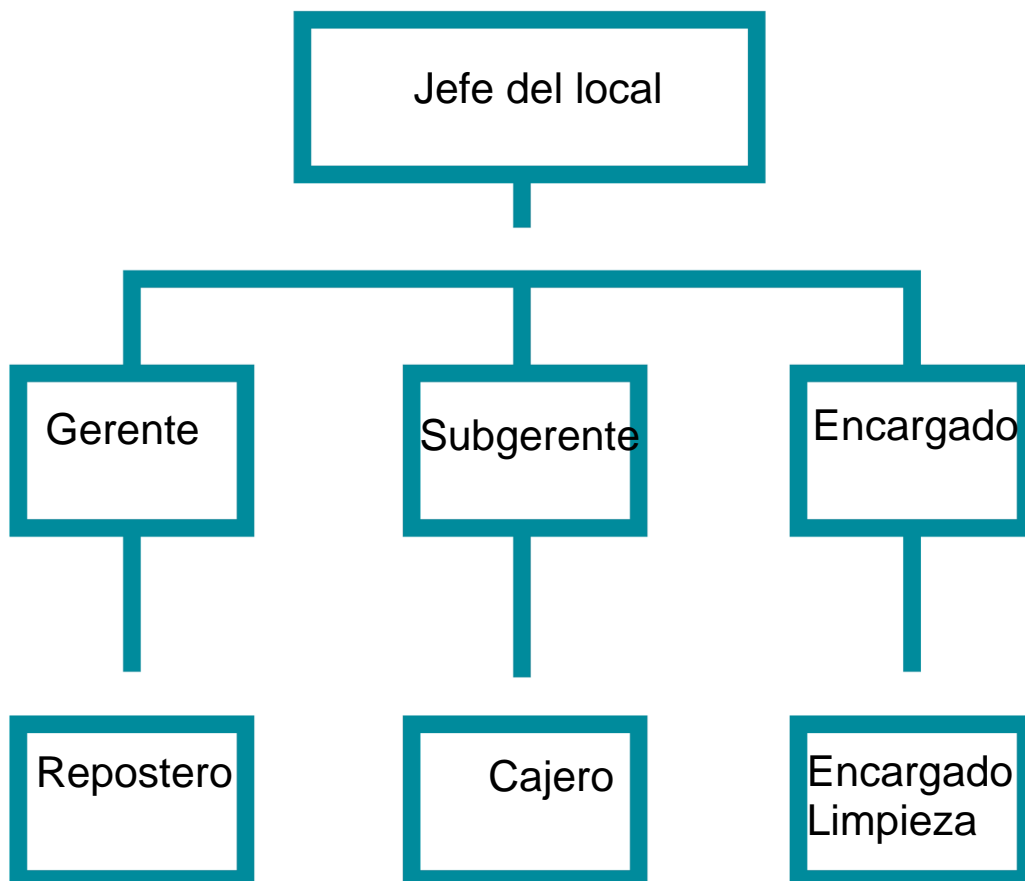 Jefe del local
Gerente
Subgerente
Encargado
Repostero
Cajero
Encargado
Limpieza